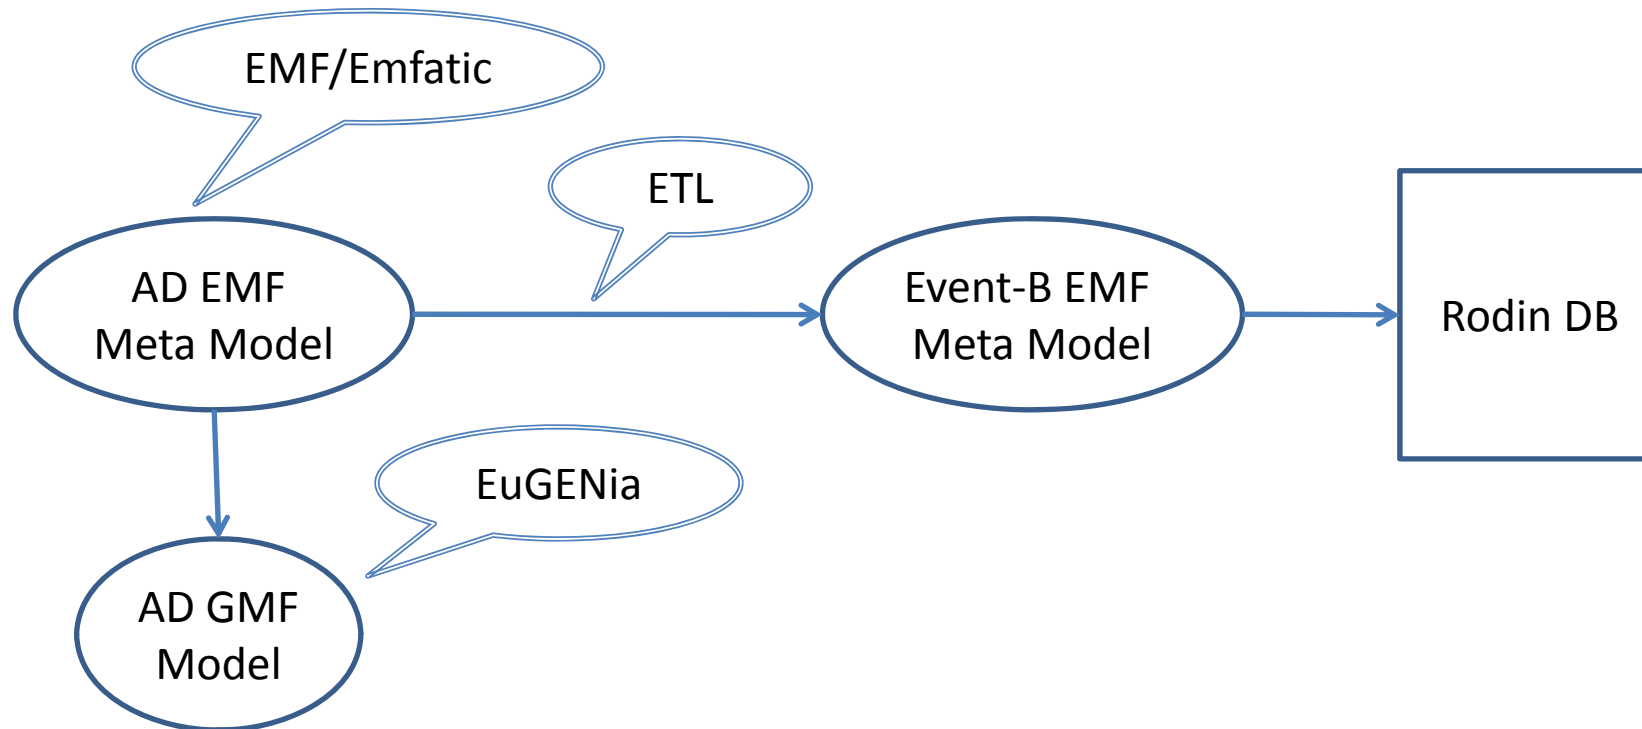 EMF/Emfatic
ETL
AD EMF
Meta Model
Event-B EMF
Meta Model
Rodin DB
EuGENia
AD GMF
Model